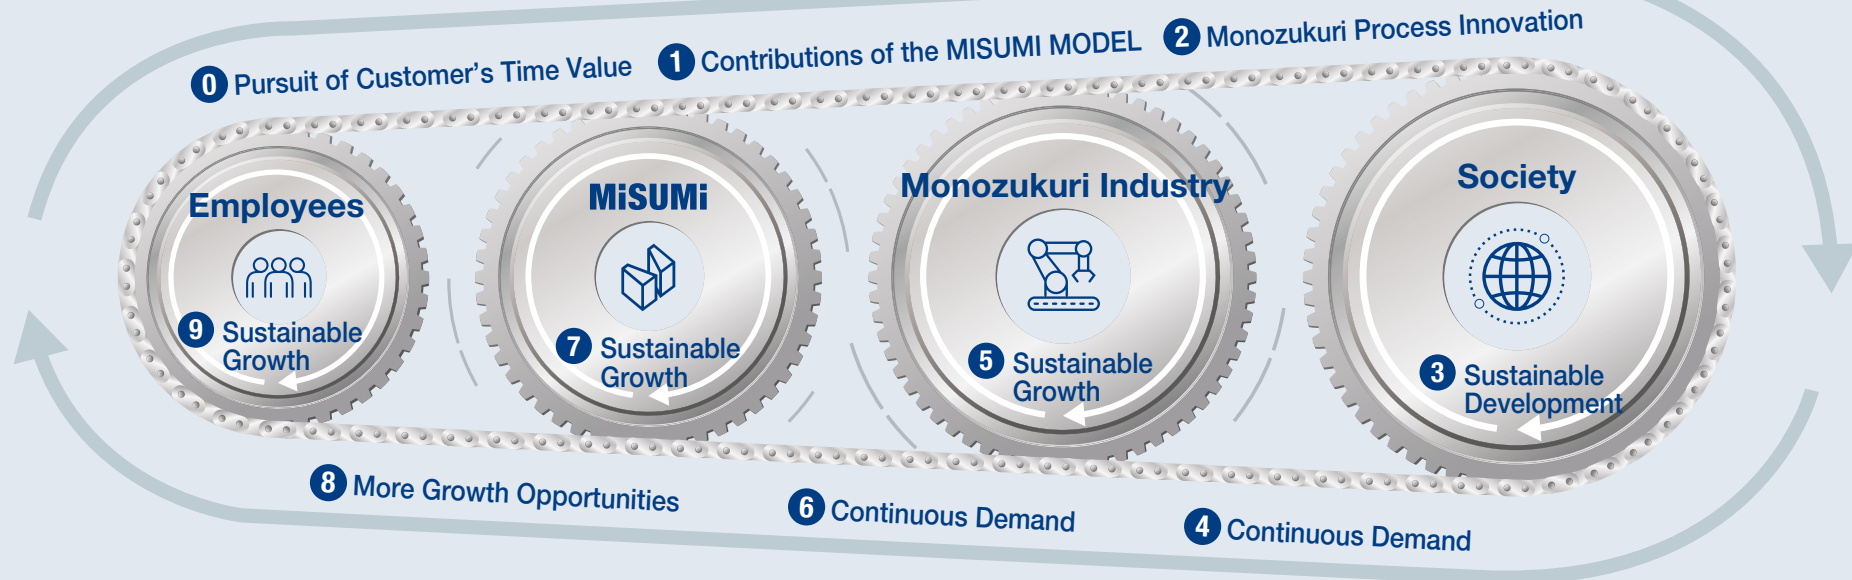 0 Pursuit of Customer's Time Value
1 Contributions of the MISUMI MODEL
2 Monozukuri Process Innovation
Employees
9 Sustainable
Growth
MiSUMi
7 Sustainable
Growth
Monozukuri Industry
5 Sustainable
Growth
Society
3 Sustainable
Development
8 More Growth Opportunities
6 Continuous Demand
4 Continuous Demand